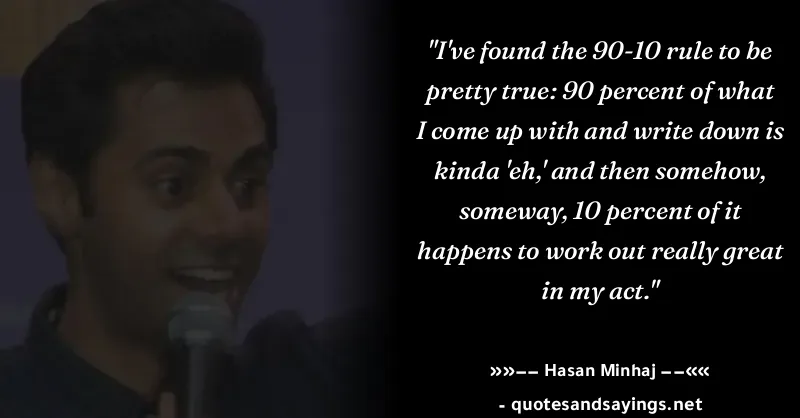 "I've found the 90-10 rule to be
pretty true: 90 percent of what
I come up with and write down is
kinda 'eh,' and then somehow,
someway, 10 percent of it
happens to work out really great
in my act."
»»–– Hasan Minhaj ––««
- quotesandsayings.net